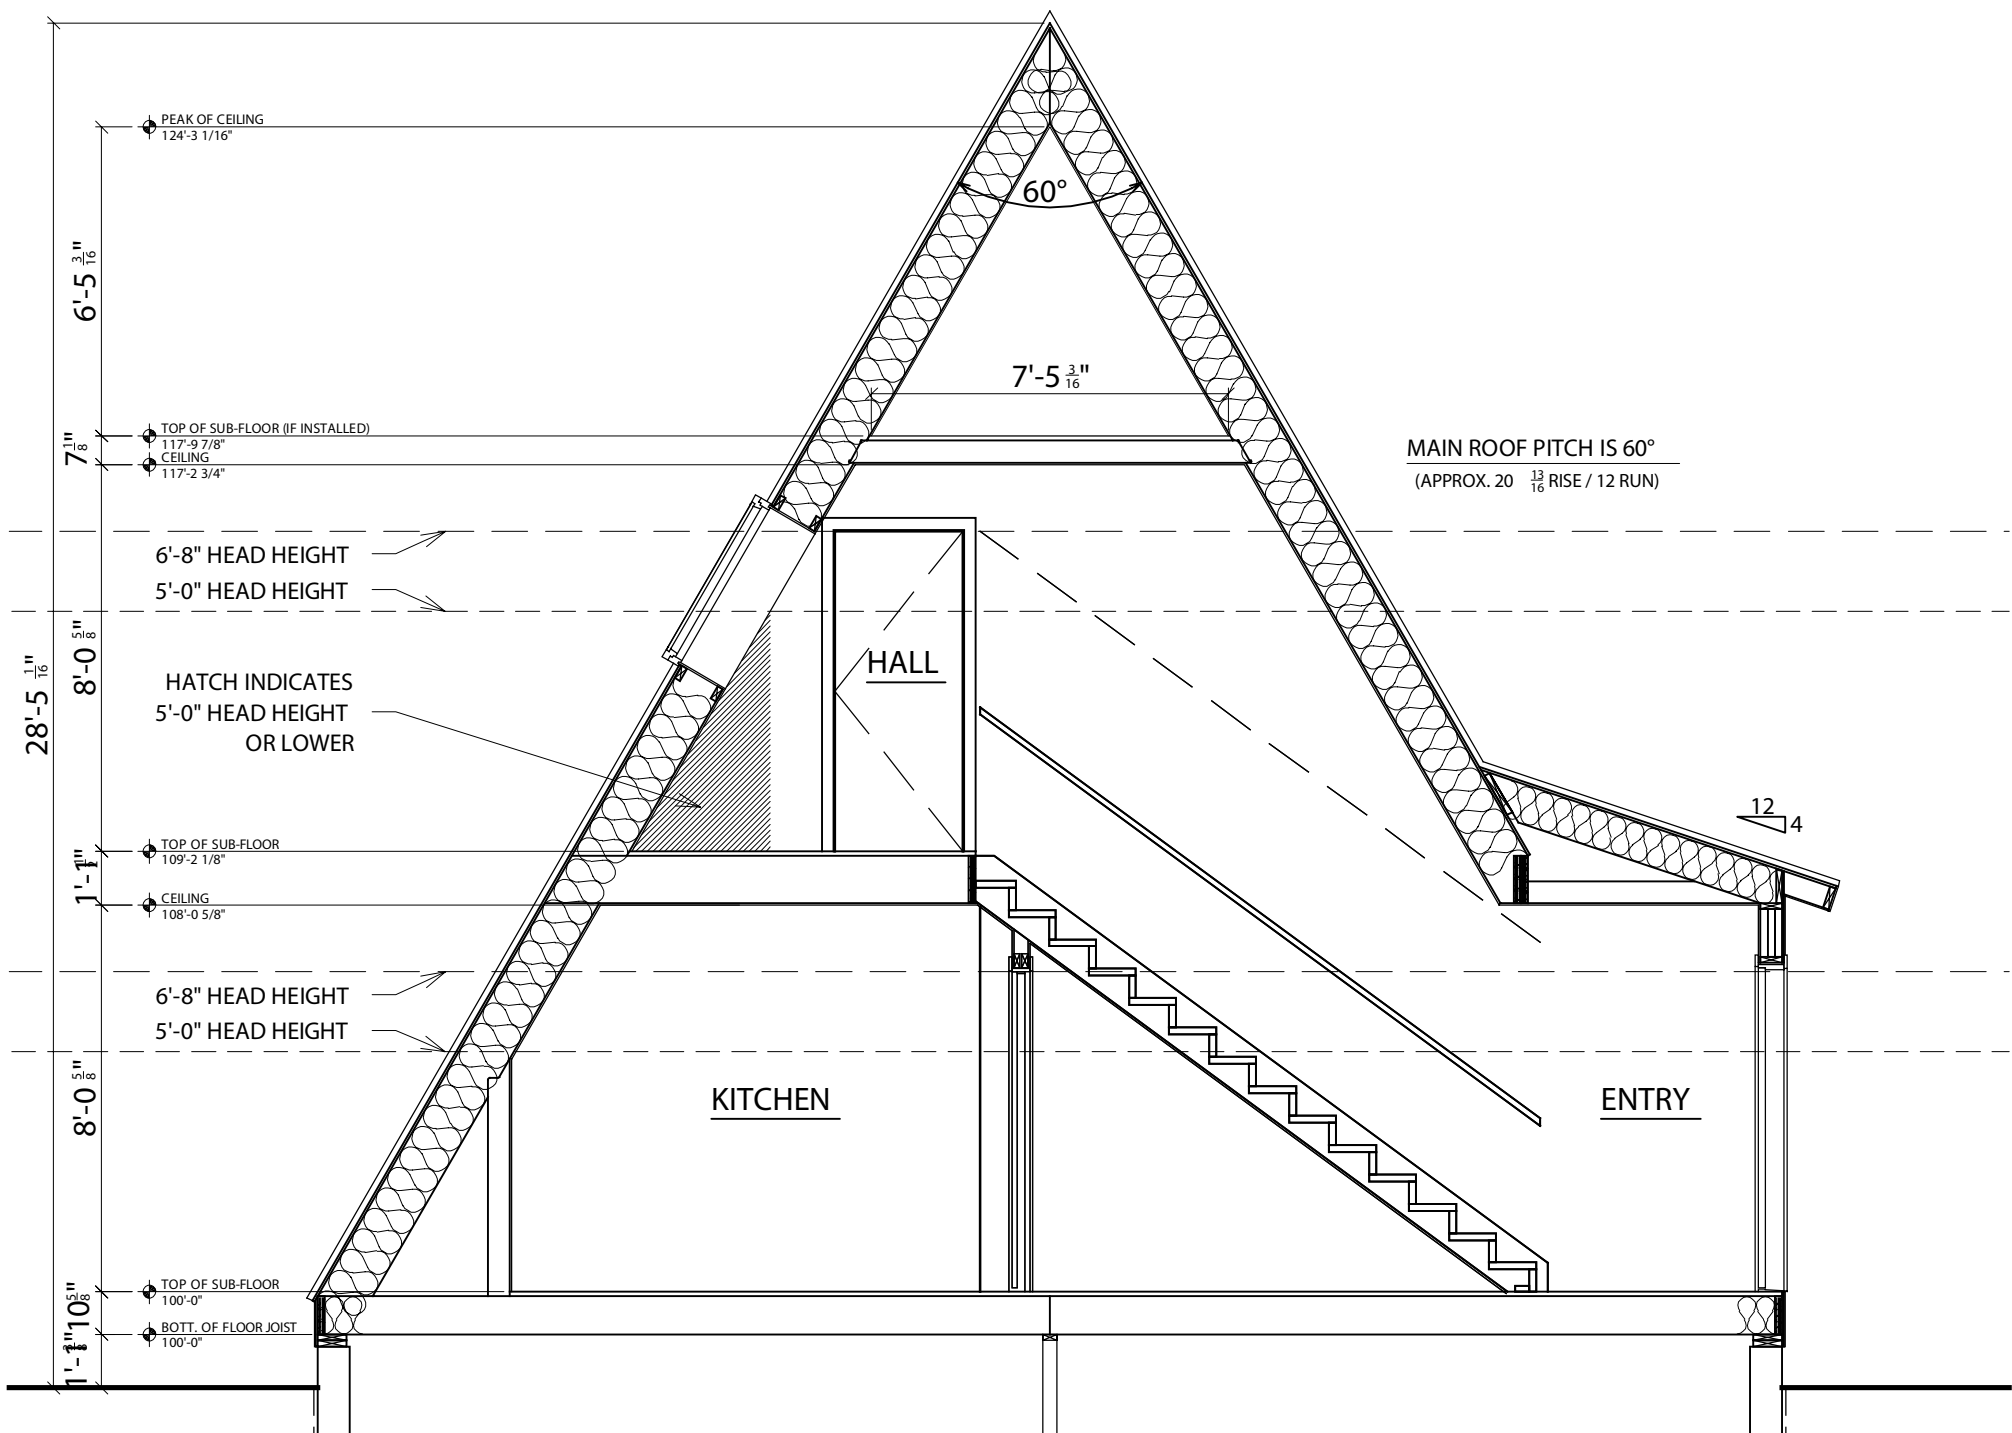 PEAK OF CEILING
124'-3 1/16"
60°
6'-5 3/16"
7'-5 3/16"
TOP OF SUB-FLOOR (IF INSTALLED)
117'-9 7/8"
7 1/8"
CEILING
117'-2 3/4"
MAIN ROOF PITCH IS 60°
(APPROX. 20 13/16 RISE / 12 RUN)
6'-8" HEAD HEIGHT
5'-0" HEAD HEIGHT
8'-0 5/8"
28'-5 1/16"
HALL
HATCH INDICATES
5'-0" HEAD HEIGHT
OR LOWER
12
4
TOP OF SUB-FLOOR
109'-2 1/8"
1'-1 1/2"
CEILING
108'-0 5/8"
6'-8" HEAD HEIGHT
5'-0" HEAD HEIGHT
8'-0 5/8"
KITCHEN
ENTRY
TOP OF SUB-FLOOR
100'-0"
10 5/8"
BOTT. OF FLOOR JOIST
100'-0"